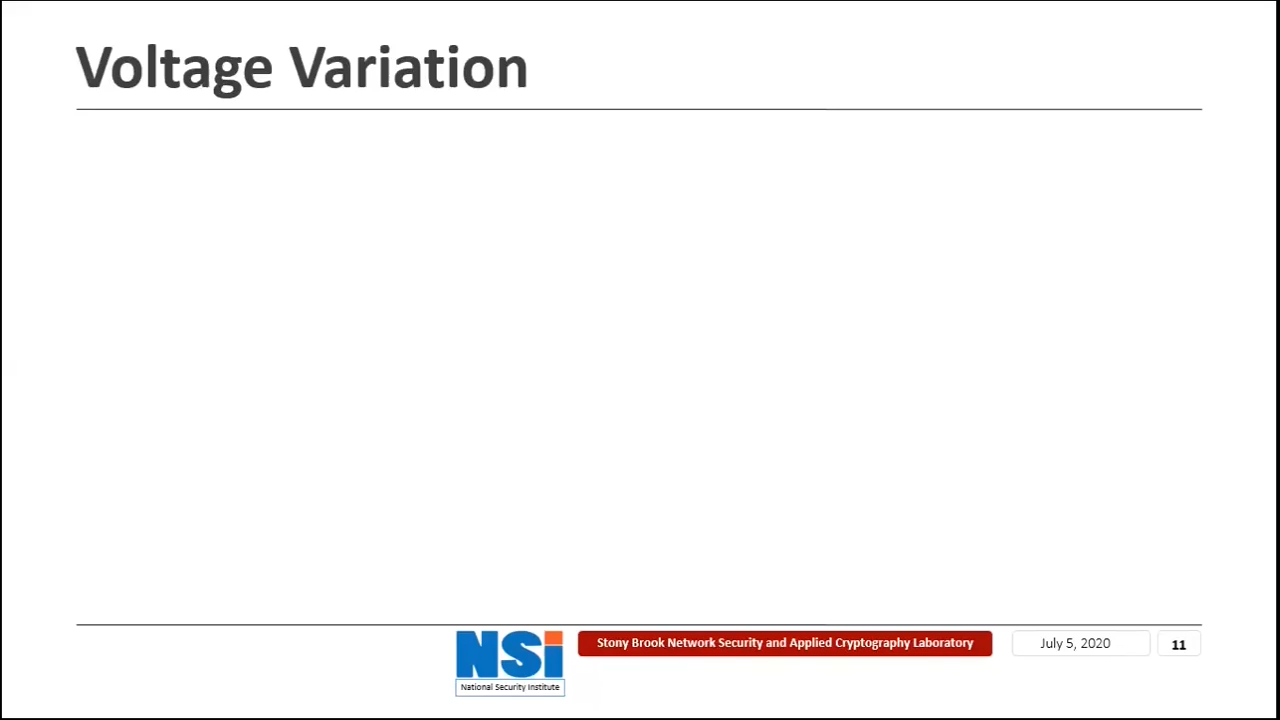 Voltage Variation
NSi
National Security Institute
Stony Brook Network Security and Applied Cryptography Laboratory
July 5, 2020
11